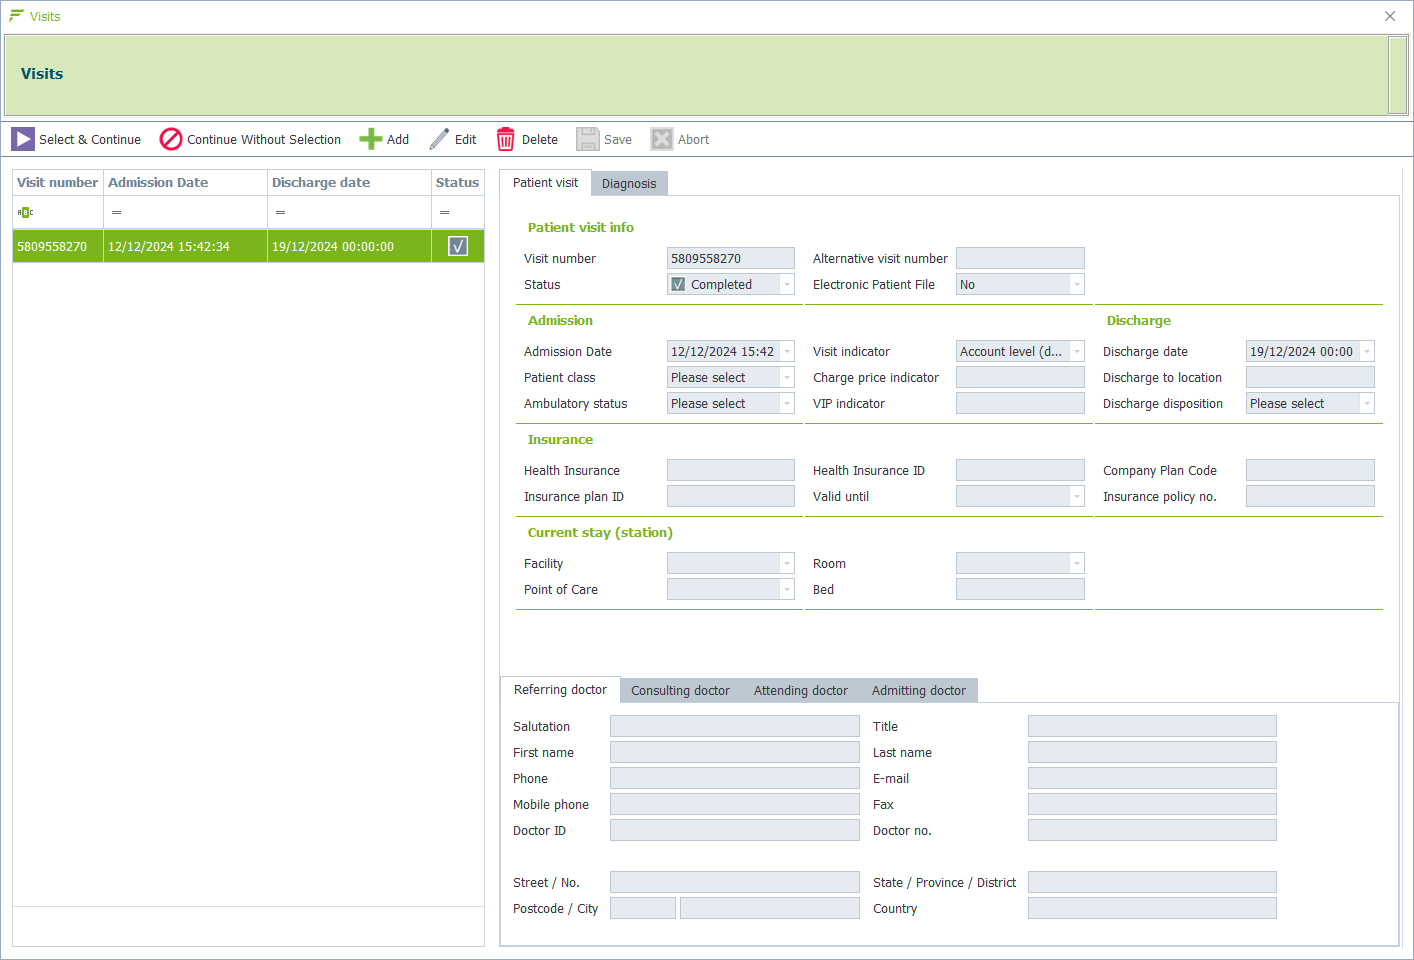 Visits
Visits
Select & Continue Continue Without Selection Add Edit Delete Save Abort
Visit number Admission Date Discharge date Status
ABC = = =
5809558270 12/12/2024 15:42:34 19/12/2024 00:00:00
Patient visit Diagnosis
Patient visit info
Visit number 5809558270 Alternative visit number
Status Completed Electronic Patient File No
Admission Discharge
Admission Date 12/12/2024 15:42 Visit indicator Account level (d... Discharge date 19/12/2024 00:00
Patient class Please select Charge price indicator Discharge to location
Ambulatory status Please select VIP indicator Discharge disposition Please select
Insurance
Health Insurance Health Insurance ID Company Plan Code
Insurance plan ID Valid until Insurance policy no.
Current stay (station)
Facility Room
Point of Care Bed
Referring doctor Consulting doctor Attending doctor Admitting doctor
Salutation Title
First name Last name
Phone E-mail
Mobile phone Fax
Doctor ID Doctor no.
Street / No. State / Province / District
Postcode / City Country